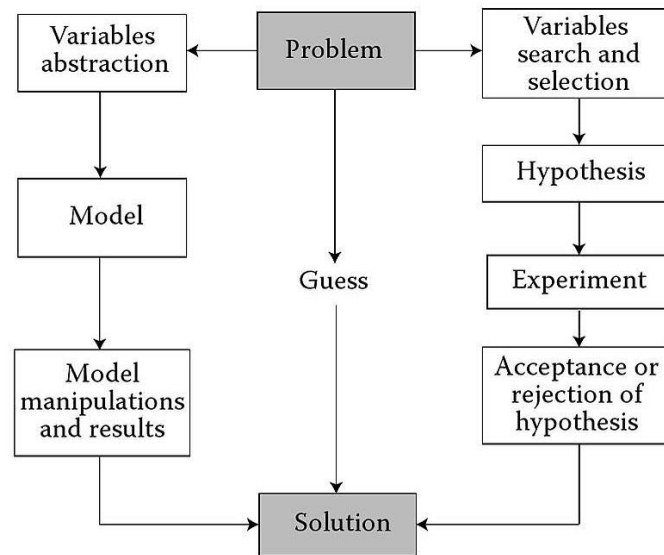 Variables
abstraction
Problem
Variables
search and
selection
Model
Hypothesis
Guess
Experiment
Model
manipulations
and results
Acceptance or
rejection of
hypothesis
Solution